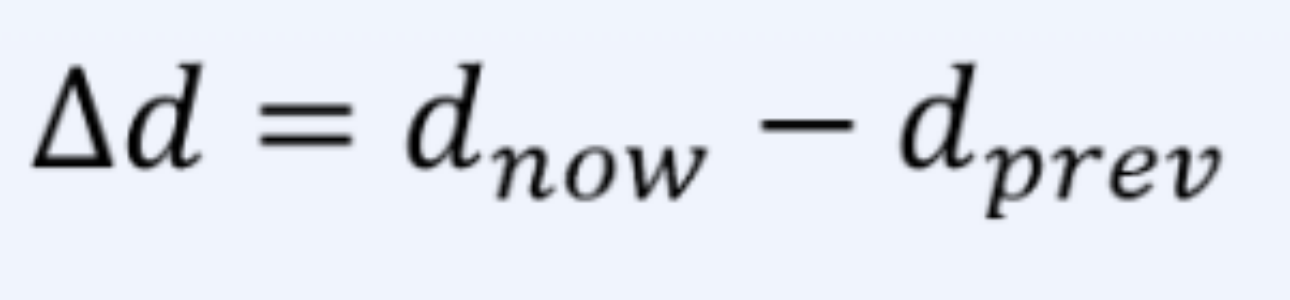 Δd = d_now − d_prev